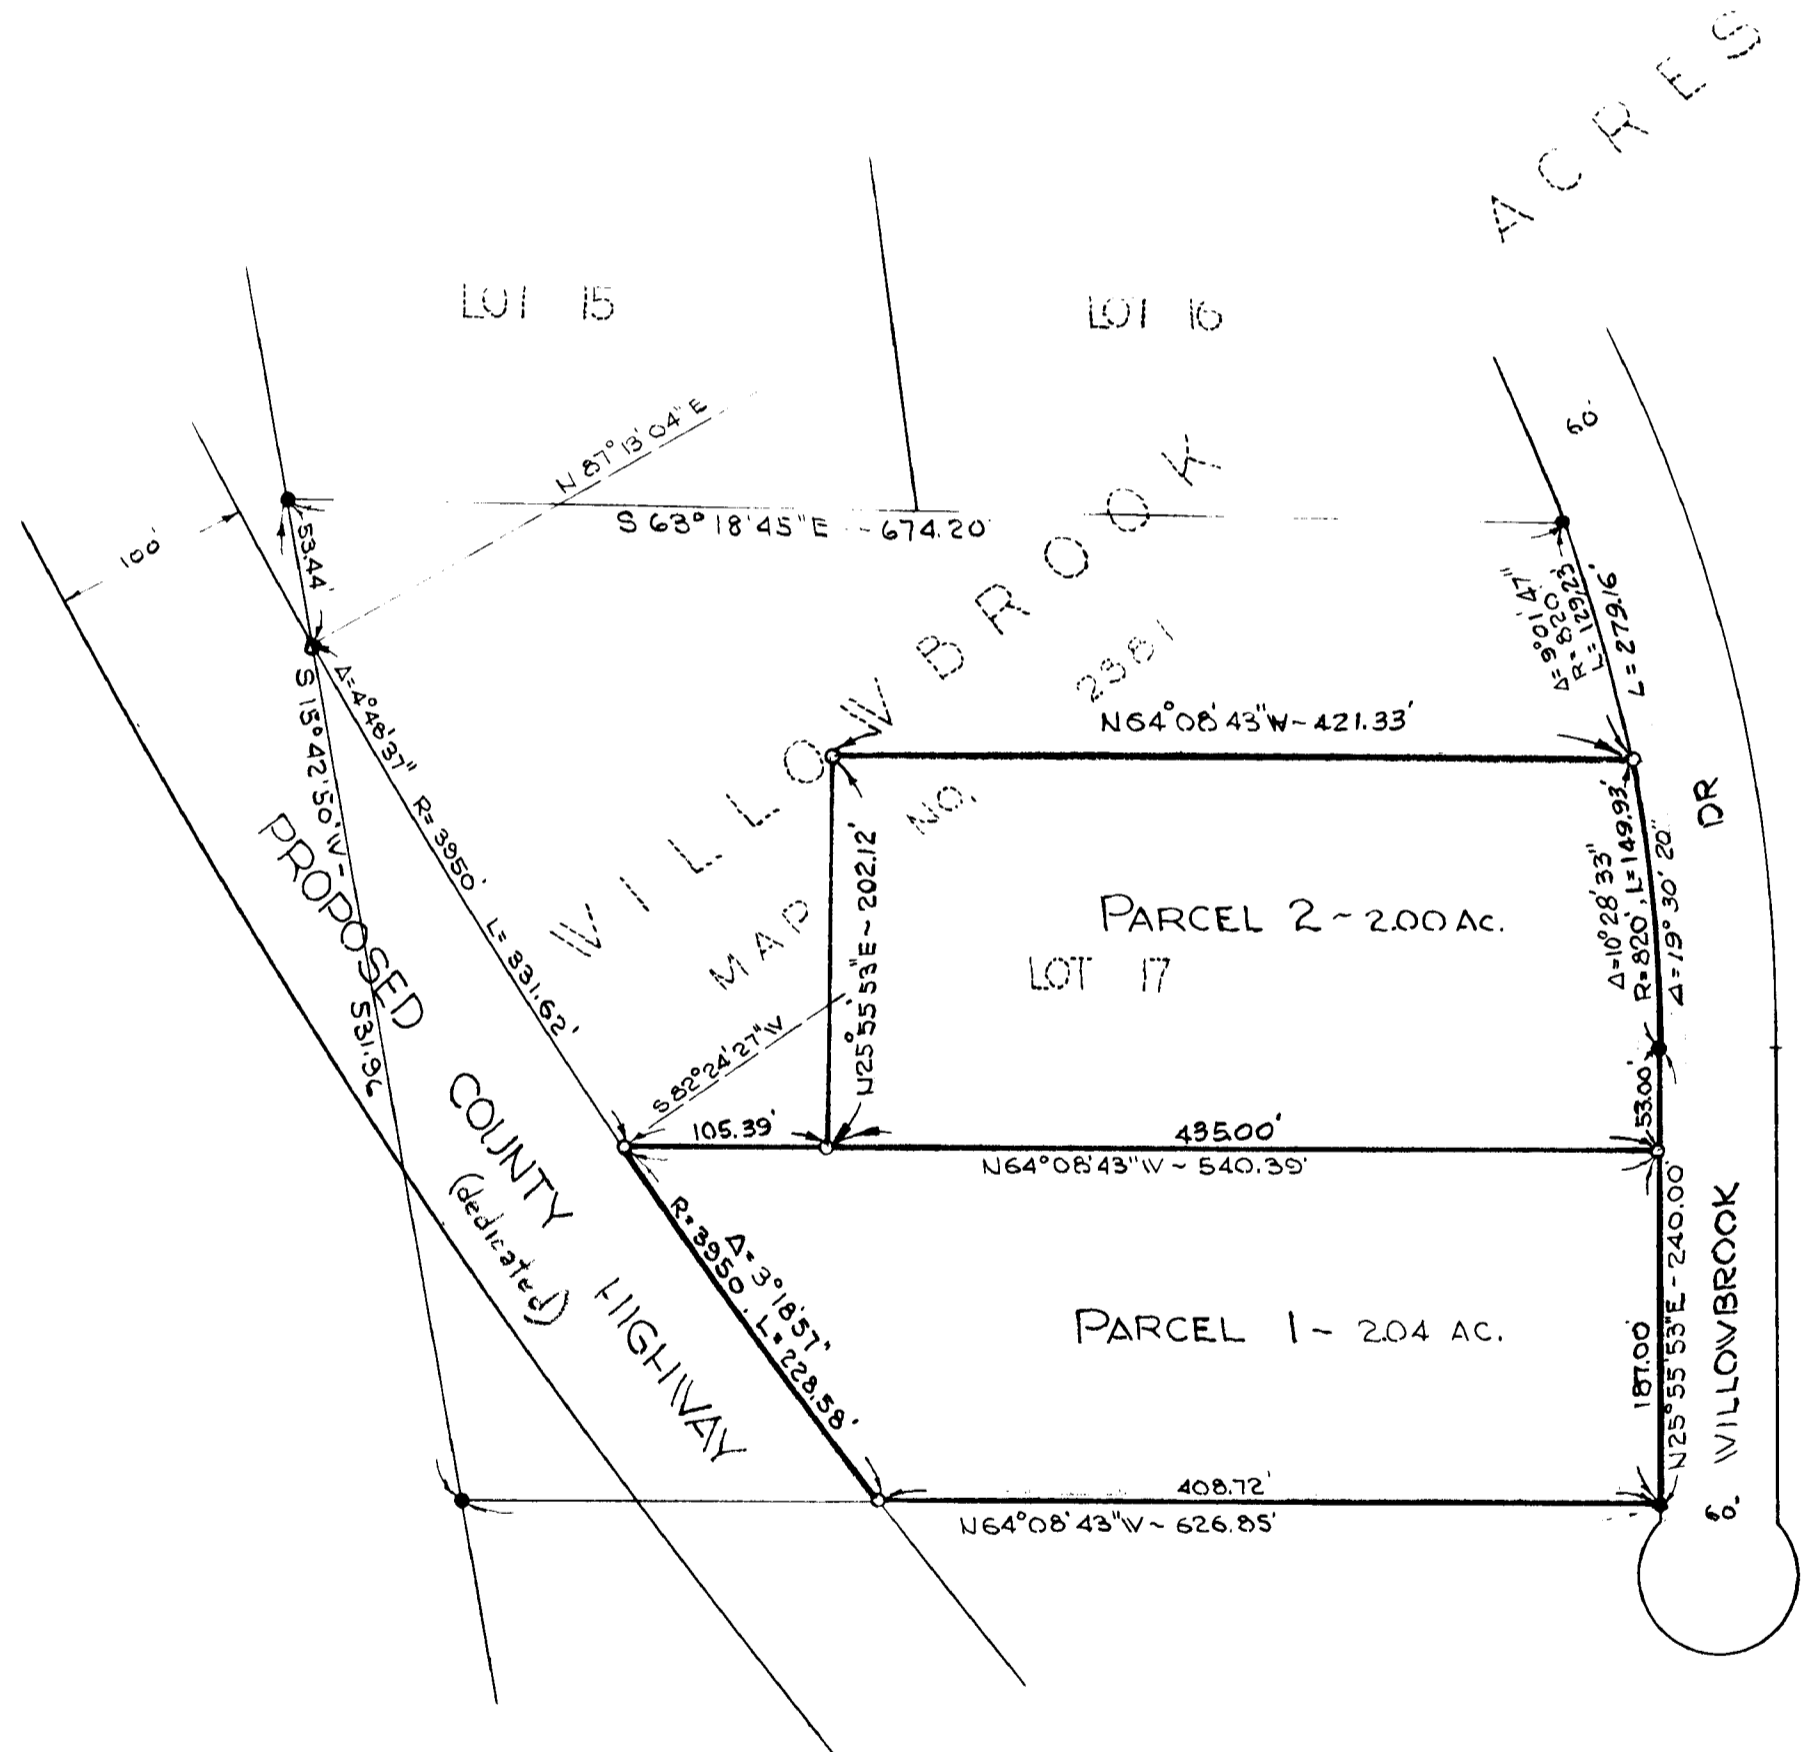 ACRES
LOT 15
LOT 16
60'
N 87°13'04"E
100'
53.44'
S 63°18'45"E -- 674.20'
WILLOWBROOK
Δ=9°01'47"
R=820'
L=129.23'
L=279.16'
MAP NO. 2381
N64°08'43"W~421.33'
S 15°42'50"W-
531.96
Δ=4°48'37" R=3950' L=331.62'
PROPOSED
COUNTY
HIGHWAY
(dedicated)
DR
PARCEL 2~2.00 AC.
LOT 17
N25°55'53"E~202.12'
Δ=10°28'33"
R=820', L=149.93'
Δ=19°30'20"
S 82°24'27"W
53.00'
105.39'
435.00'
N64°08'43"W~540.39'
Δ=3°18'57"
R=3950', L=228.58'
PARCEL 1~ 2.04 AC.
187.00'
N25°55'53"E-240.00'
60' WILLOWBROOK
408.72'
N64°08'43"W~626.85'